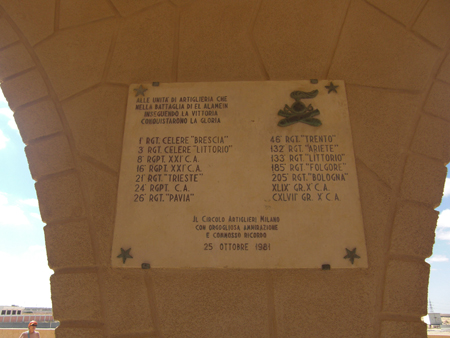 ALLE UNITÀ DI ARTIGLIERIA CHE
NELLA BATTAGLIA DI EL ALAMEIN
INSEGUENDO LA VITTORIA
CONQUISTARONO LA GLORIA
1° RGT. CELERE "BRESCIA"
3 RGT. CELERE "LITTORIO"
8° RGPT. XXI° C.A.
16 RGPT. XXI° C.A.
21° RGT. "TRIESTE"
24 RGPT. C.A.
26° RGT. "PAVIA"
46° RGT. "TRENTO"
132° RGT. "ARIETE"
133° RGT. "LITTORIO"
185° RGT. "FOLGORE"
205° RGT. "BOLOGNA"
XLIX° GR. X C.A.
CXLVII° GR. X C.A.
IL CIRCOLO ARTIGLIERI MILANO
CON ORGOGLIOSA AMMIRAZIONE
E COMMOSSO RICORDO
25 OTTOBRE 1981